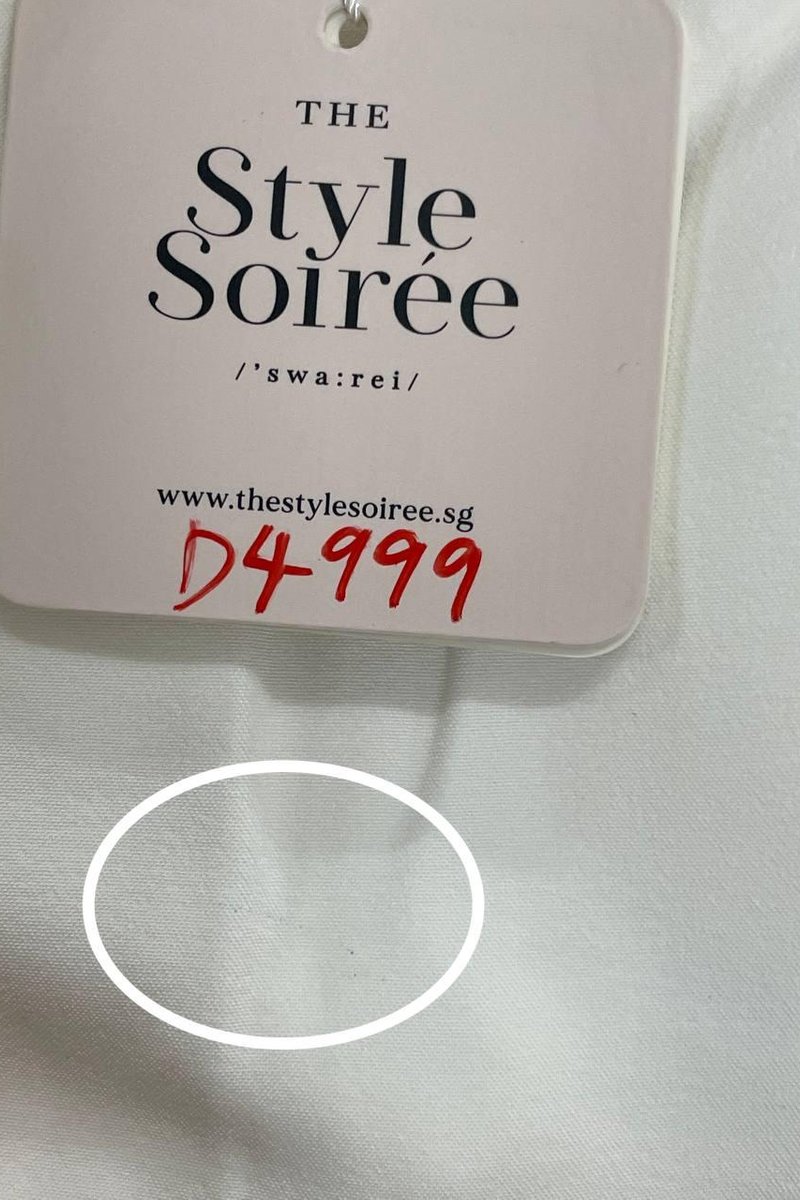 THE
Style
Soirée
/'swa:rei/
www.thestylesoiree.sg
D4999